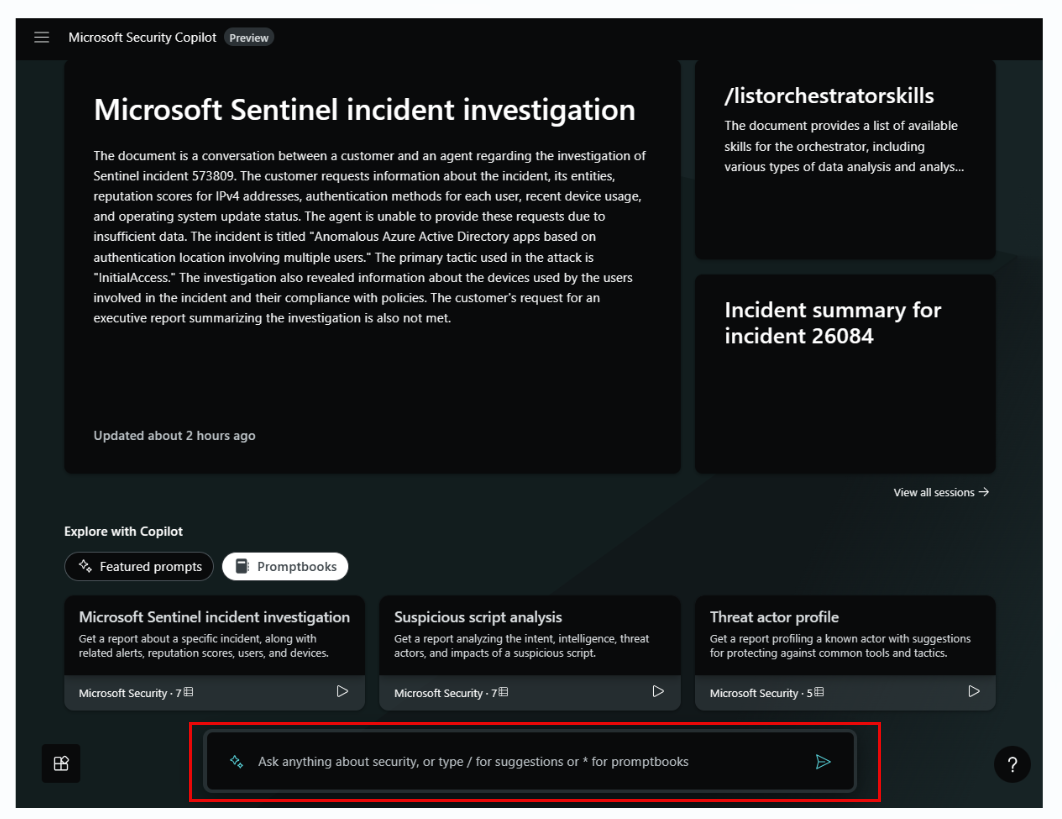 Microsoft Security Copilot Preview
Microsoft Sentinel incident investigation
The document is a conversation between a customer and an agent regarding the investigation of
Sentinel incident 573809. The customer requests information about the incident, its entities,
reputation scores for IPv4 addresses, authentication methods for each user, recent device usage,
and operating system update status. The agent is unable to provide these requests due to
insufficient data. The incident is titled "Anomalous Azure Active Directory apps based on
authentication location involving multiple users." The primary tactic used in the attack is
"InitialAccess." The investigation also revealed information about the devices used by the users
involved in the incident and their compliance with policies. The customer's request for an
executive report summarizing the investigation is also not met.
Updated about 2 hours ago
/listorchestratorskills
The document provides a list of available
skills for the orchestrator, including
various types of data analysis and analys...
Incident summary for
incident 26084
View all sessions →
Explore with Copilot
Featured prompts
Promptbooks
Microsoft Sentinel incident investigation
Get a report about a specific incident, along with
related alerts, reputation scores, users, and devices.
Microsoft Security · 7
Suspicious script analysis
Get a report analyzing the intent, intelligence, threat
actors, and impacts of a suspicious script.
Microsoft Security · 7
Threat actor profile
Get a report profiling a known actor with suggestions
for protecting against common tools and tactics.
Microsoft Security · 5
Ask anything about security, or type / for suggestions or * for promptbooks
?